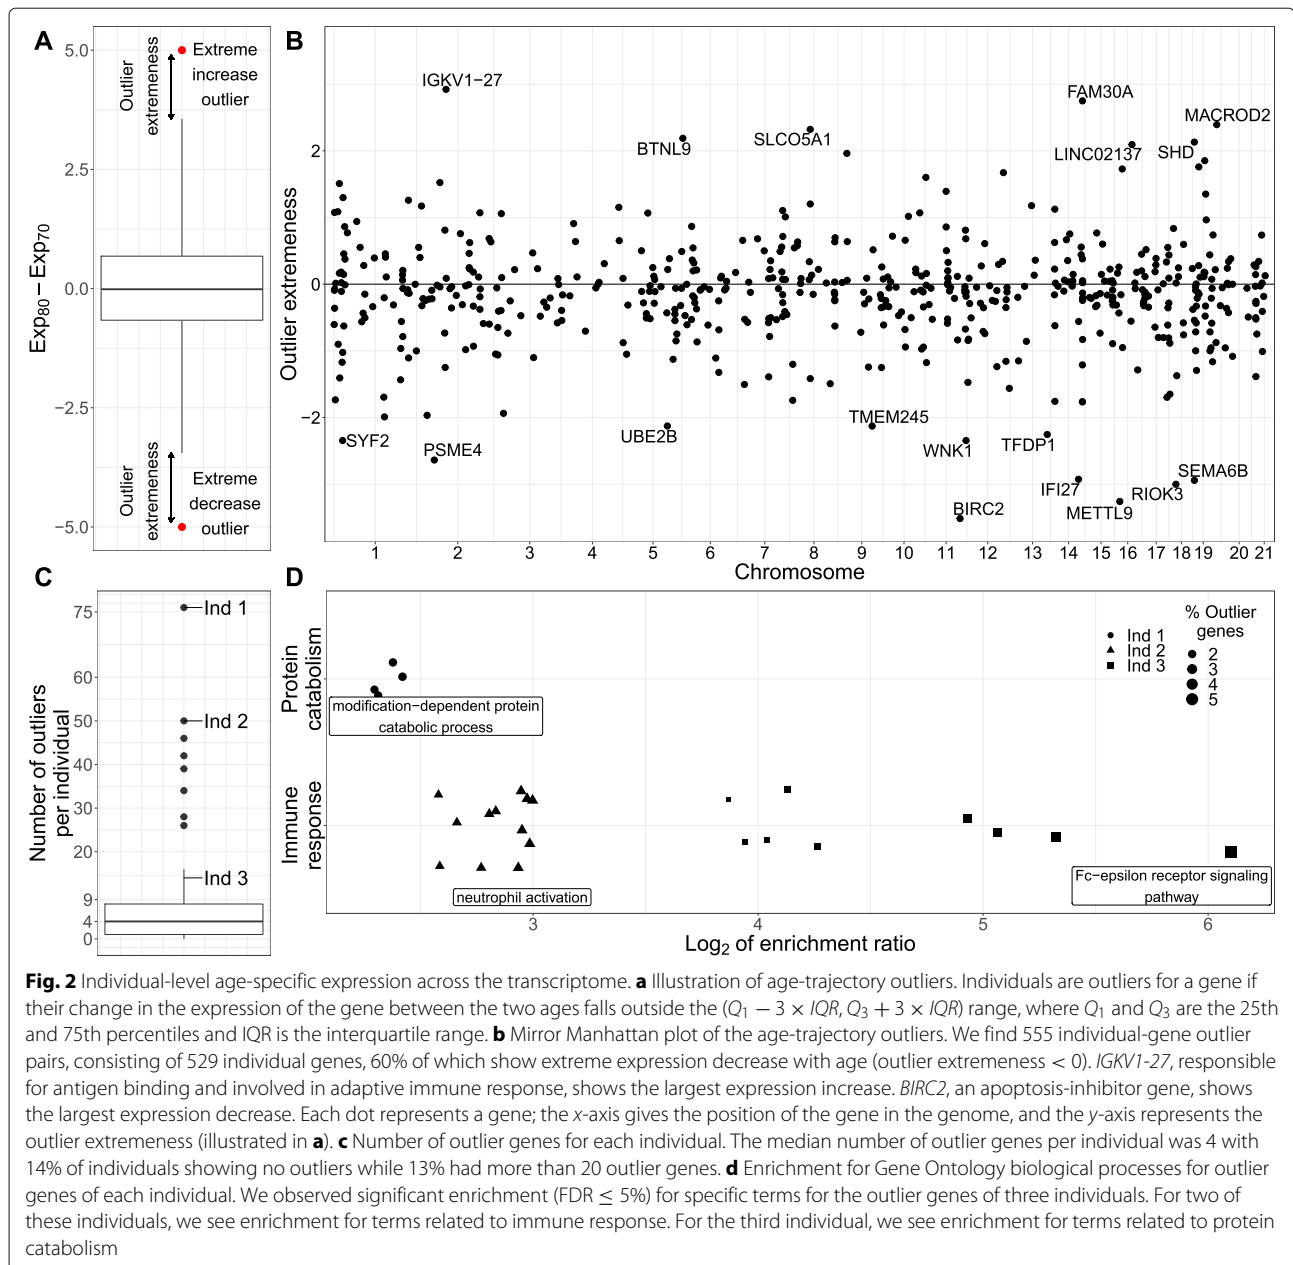 A
5.0
2.5
0.0
−2.5
−5.0
Exp80 − Exp70
Outlier
extremeness
Extreme
increase
outlier
Outlier
extremeness
Extreme
decrease
outlier
B
Outlier extremeness
2
0
−2
IGKV1−27
FAM30A
MACROD2
SLCO5A1
BTNL9
LINC02137
SHD
SYF2
PSME4
UBE2B
TMEM245
WNK1
TFDP1
SEMA6B
IFI27
RIOK3
METTL9
BIRC2
1 2 3 4 5 6 7 8 9 10 11 12 13 14 15 16 17 18 19 20 21
Chromosome
C
Number of outliers
per individual
75
60
50
40
30
20
9
4
0
Ind 1
Ind 2
Ind 3
D
Protein
catabolism
Immune
response
modification−dependent protein
catabolic process
neutrophil activation
Fc−epsilon receptor signaling
pathway
Ind 1
Ind 2
Ind 3
% Outlier
genes
2
3
4
5
3 4 5 6
Log2 of enrichment ratio
Fig. 2 Individual-level age-specific expression across the transcriptome. a Illustration of age-trajectory outliers. Individuals are outliers for a gene if
their change in the expression of the gene between the two ages falls outside the (Q1 − 3 × IQR, Q3 + 3 × IQR) range, where Q1 and Q3 are the 25th
and 75th percentiles and IQR is the interquartile range. b Mirror Manhattan plot of the age-trajectory outliers. We find 555 individual-gene outlier
pairs, consisting of 529 individual genes, 60% of which show extreme expression decrease with age (outlier extremeness < 0). IGKV1-27, responsible
for antigen binding and involved in adaptive immune response, shows the largest expression increase. BIRC2, an apoptosis-inhibitor gene, shows
the largest expression decrease. Each dot represents a gene; the x-axis gives the position of the gene in the genome, and the y-axis represents the
outlier extremeness (illustrated in a). c Number of outlier genes for each individual. The median number of outlier genes per individual was 4 with
14% of individuals showing no outliers while 13% had more than 20 outlier genes. d Enrichment for Gene Ontology biological processes for outlier
genes of each individual. We observed significant enrichment (FDR ≤ 5%) for specific terms for the outlier genes of three individuals. For two of
these individuals, we see enrichment for terms related to immune response. For the third individual, we see enrichment for terms related to protein
catabolism